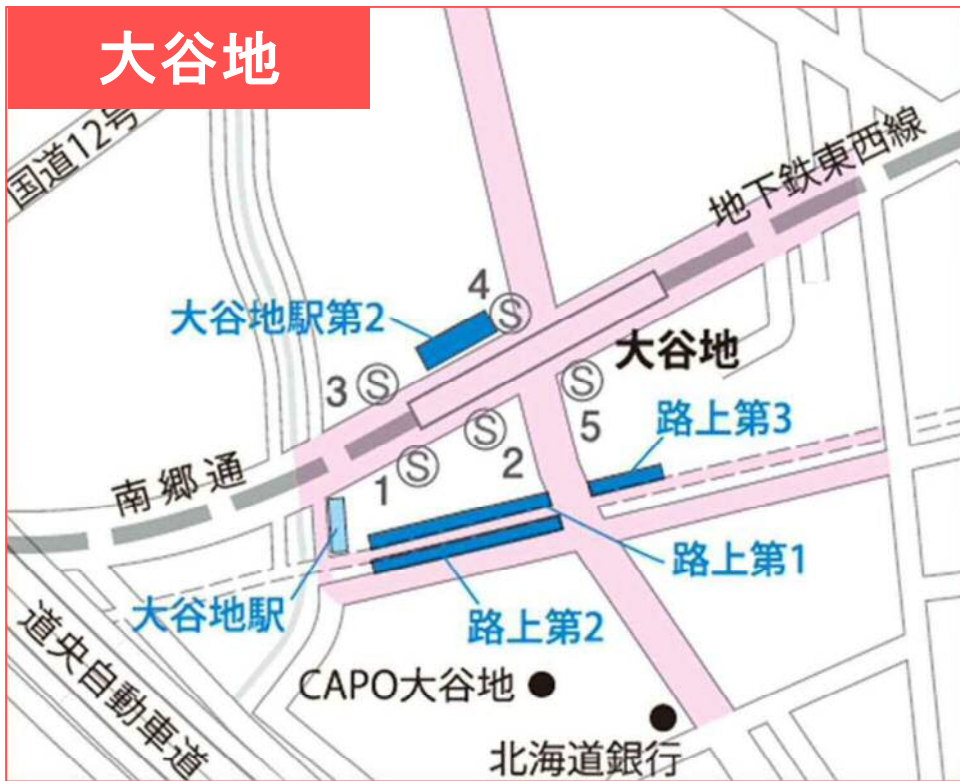 大谷地
国道12号
地下鉄東西線
4
大谷地駅第2
S
大谷地
3
S
S
5
路上第3
S
2
南郷通
1
S
路上第1
大谷地駅
路上第2
道央自動車道
CAPO大谷地
北海道銀行